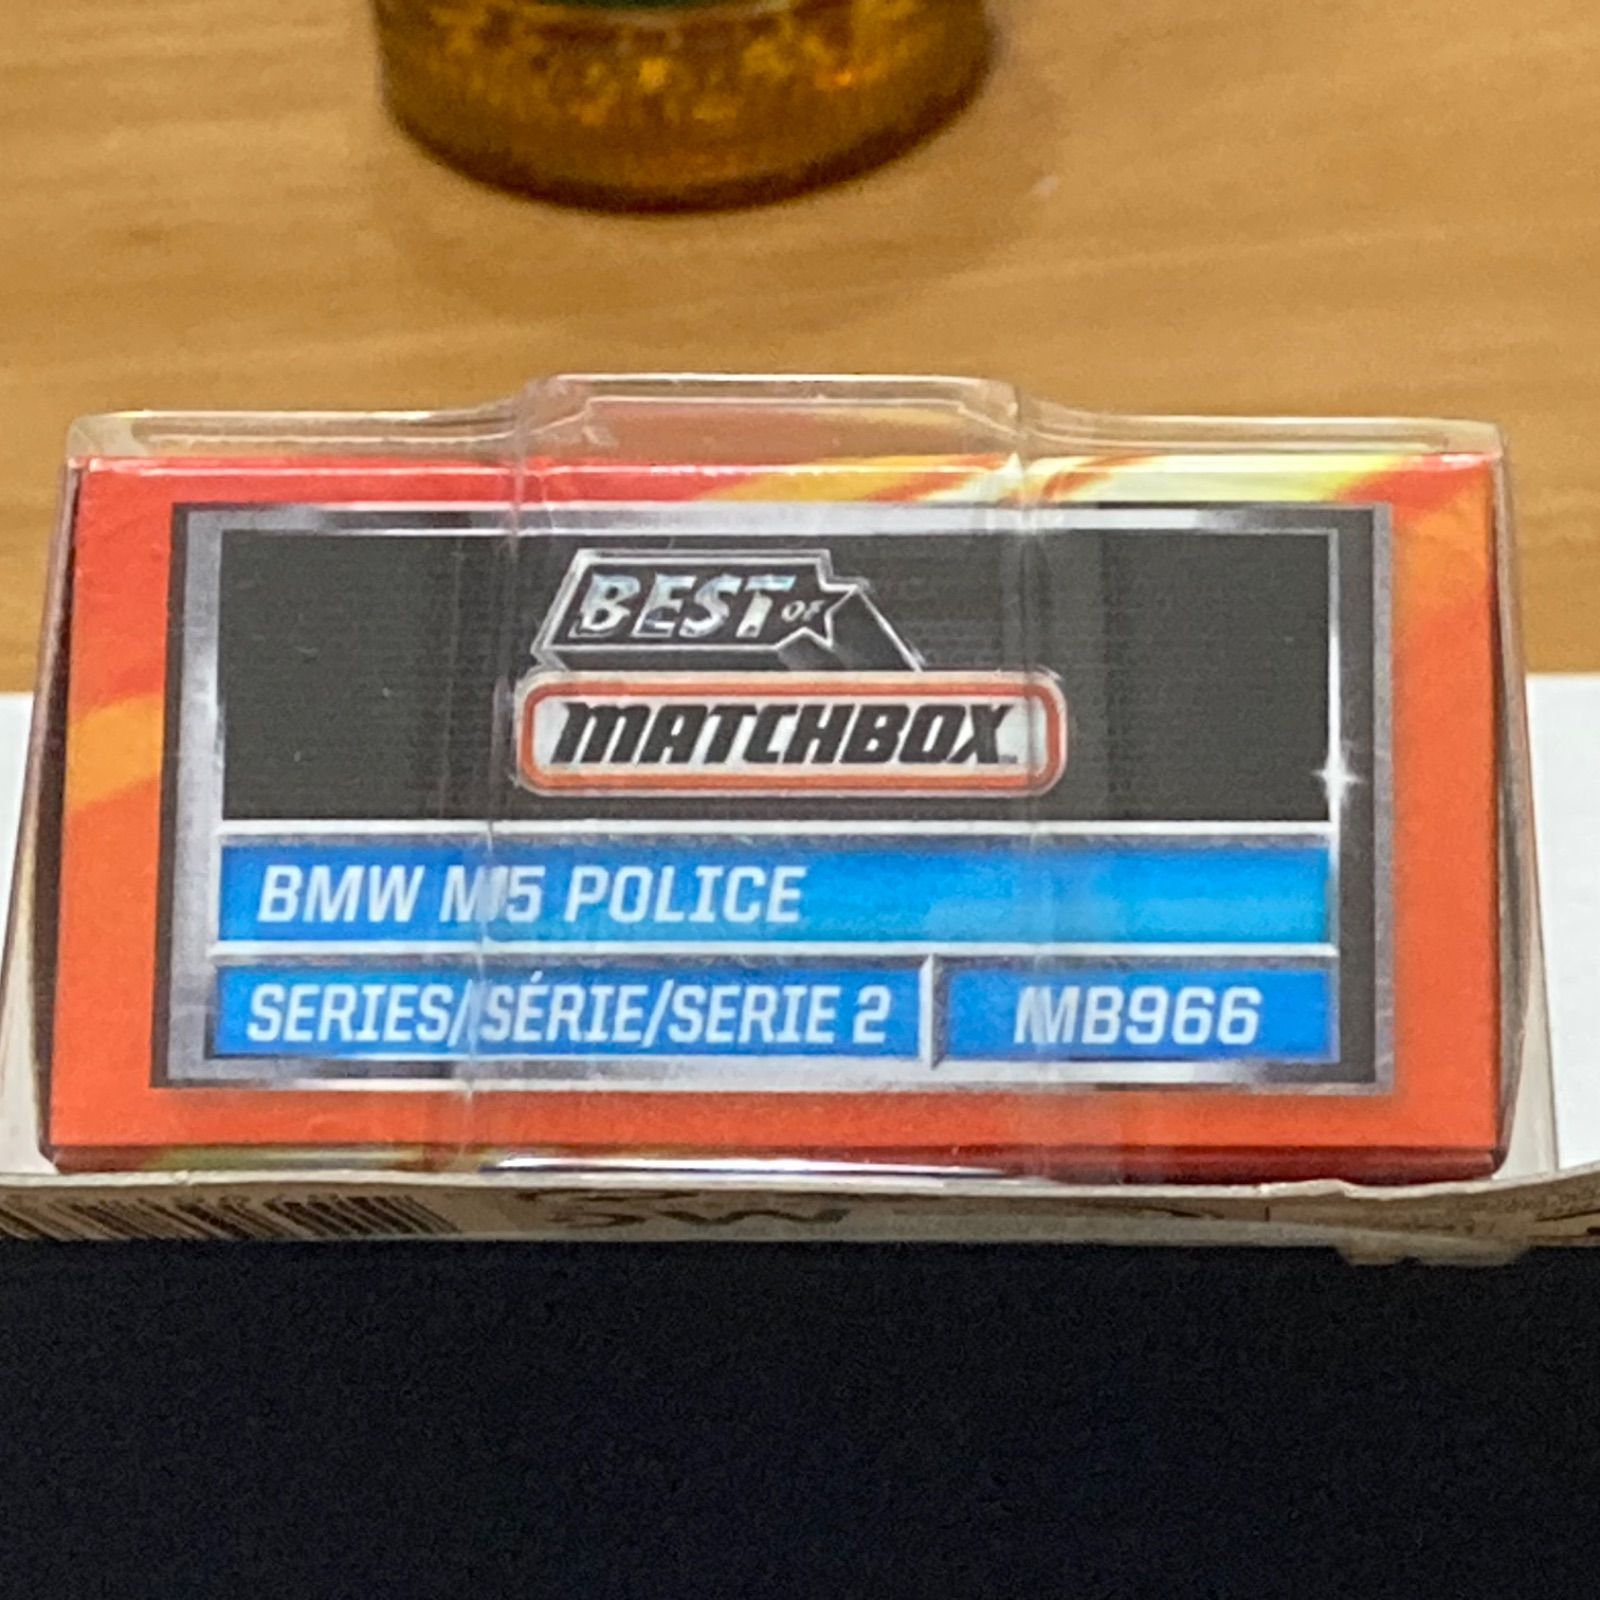 BEST OF
MATCHBOX
BMW M5 POLICE
SERIES/SÉRIE/SERIE 2
MB966